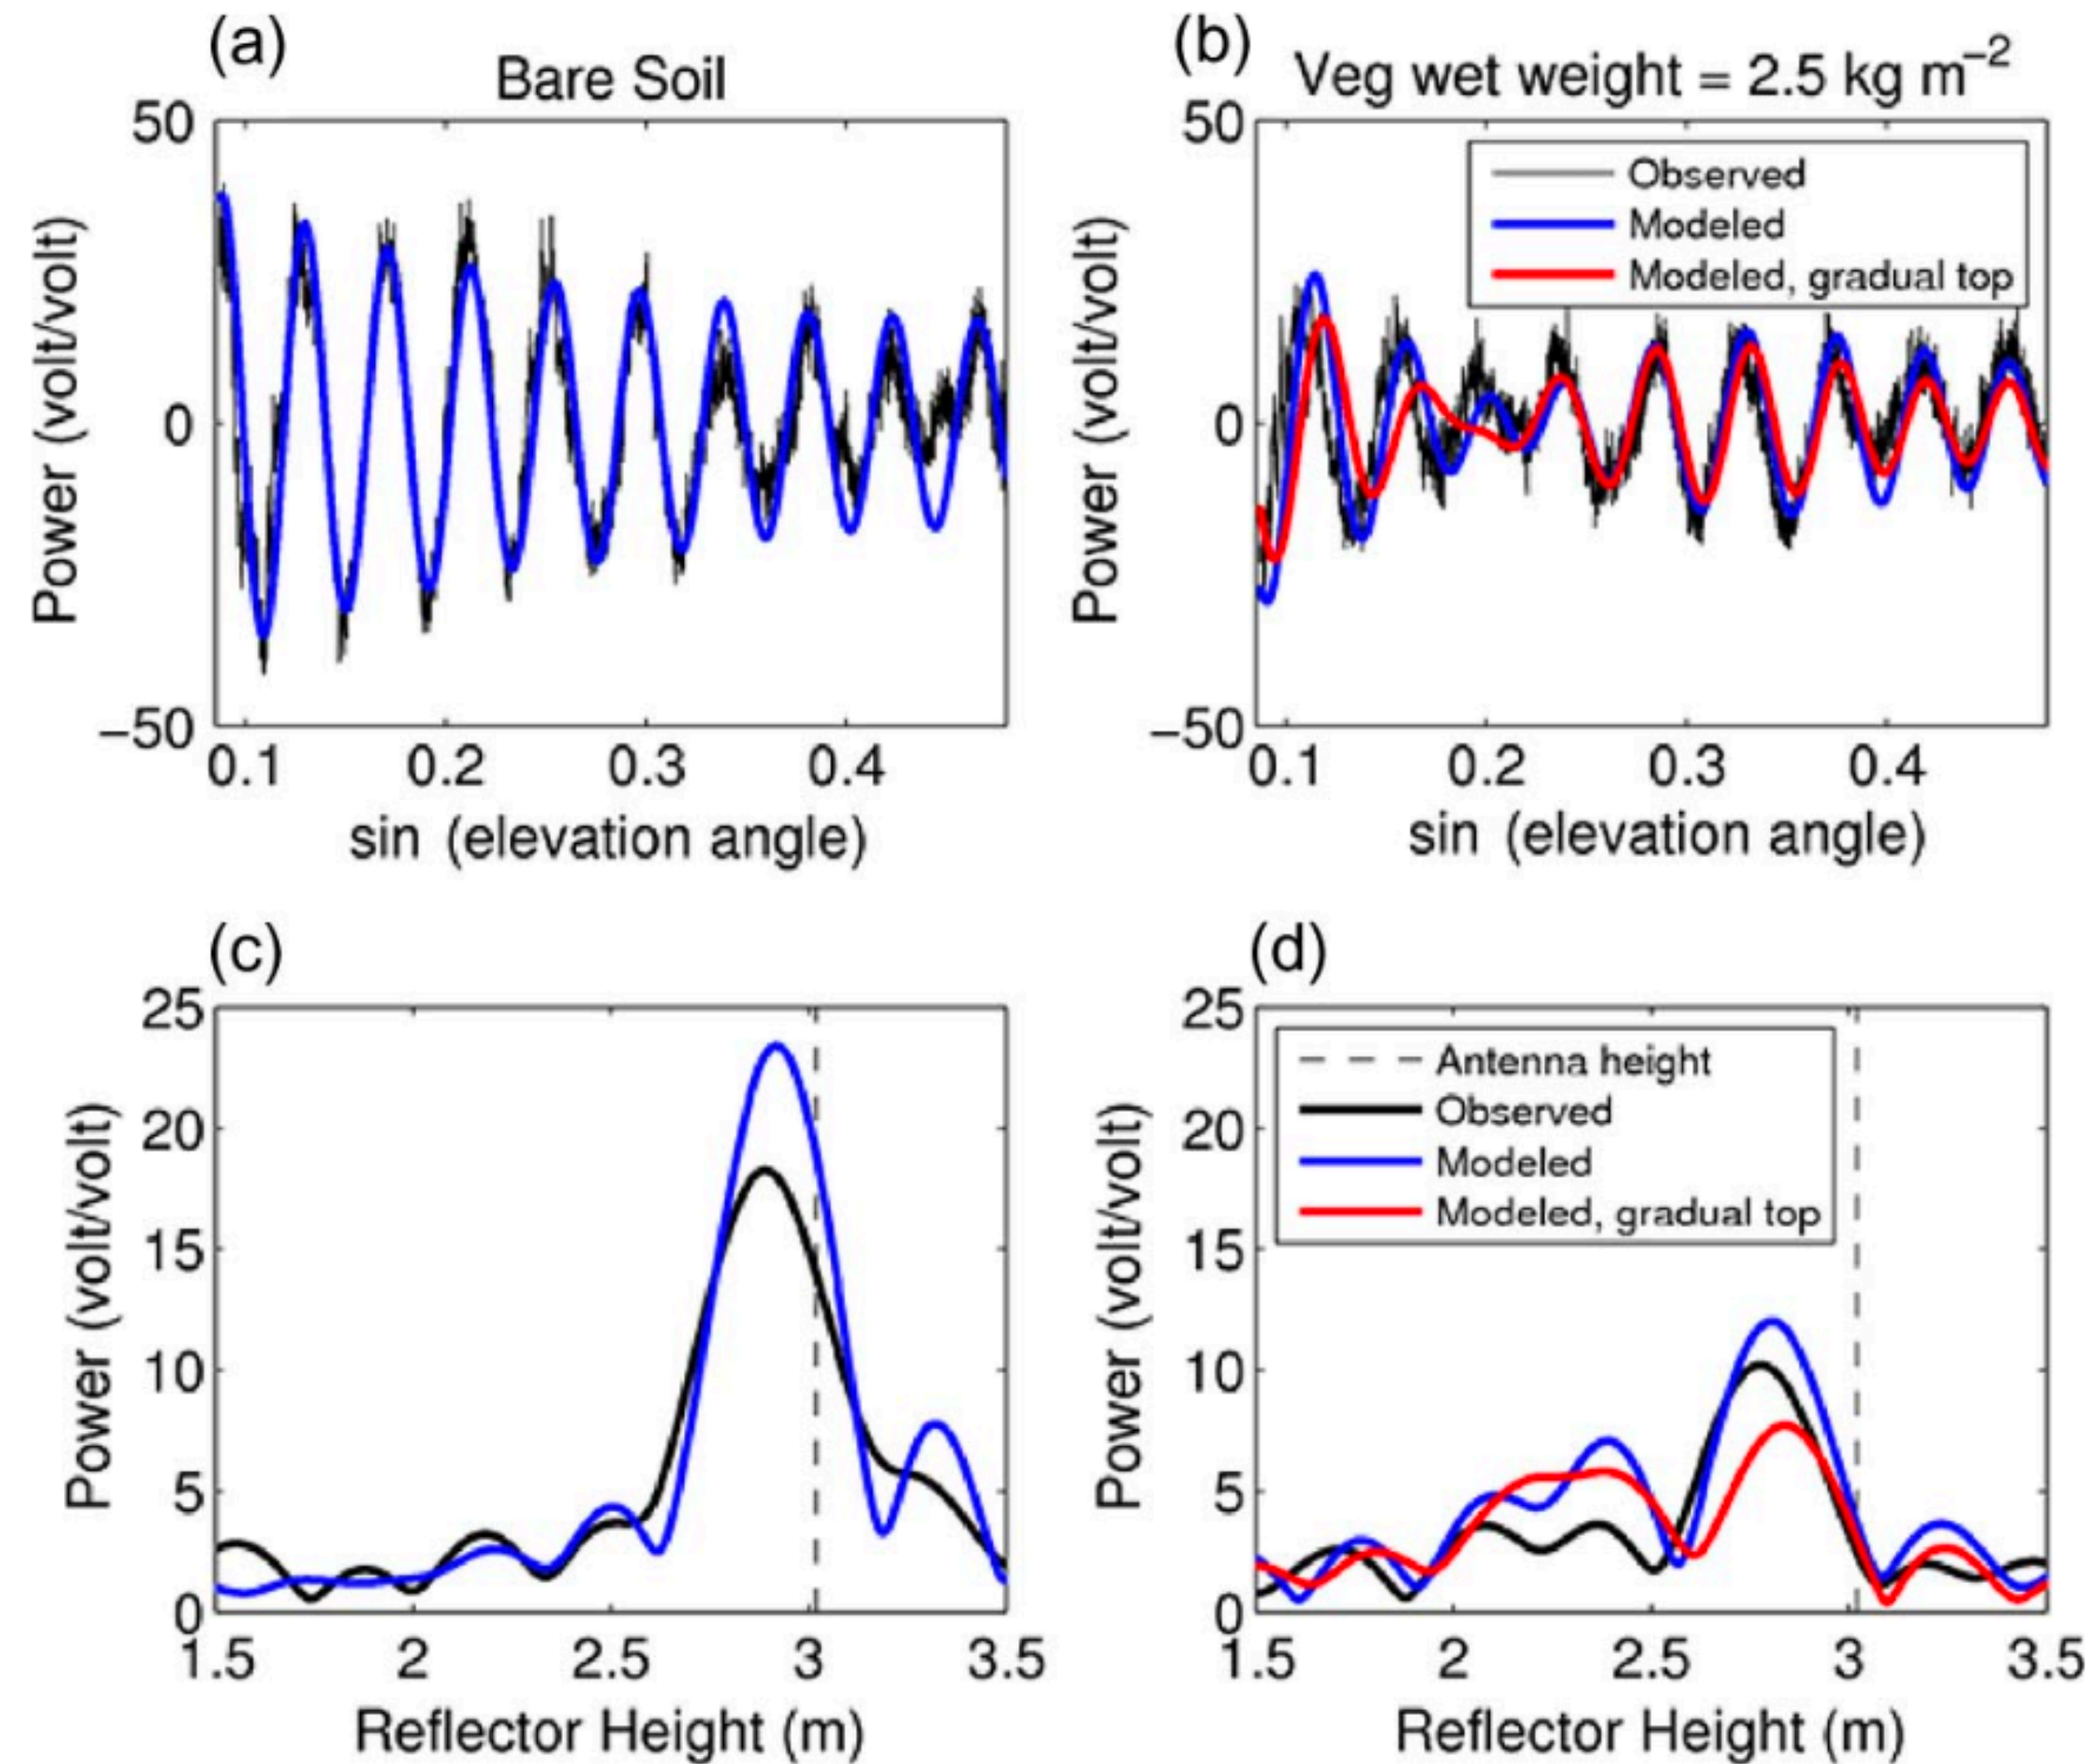 (a)
Bare Soil
50
0
−50
Power (volt/volt)
0.1 0.2 0.3 0.4
sin (elevation angle)
(b)
Veg wet weight = 2.5 kg m−2
50
0
−50
Power (volt/volt)
Observed
Modeled
Modeled, gradual top
0.1 0.2 0.3 0.4
sin (elevation angle)
(c)
25
20
15
10
5
0
Power (volt/volt)
1.5 2 2.5 3 3.5
Reflector Height (m)
(d)
25
20
15
10
5
0
Power (volt/volt)
Antenna height
Observed
Modeled
Modeled, gradual top
1.5 2 2.5 3 3.5
Reflector Height (m)